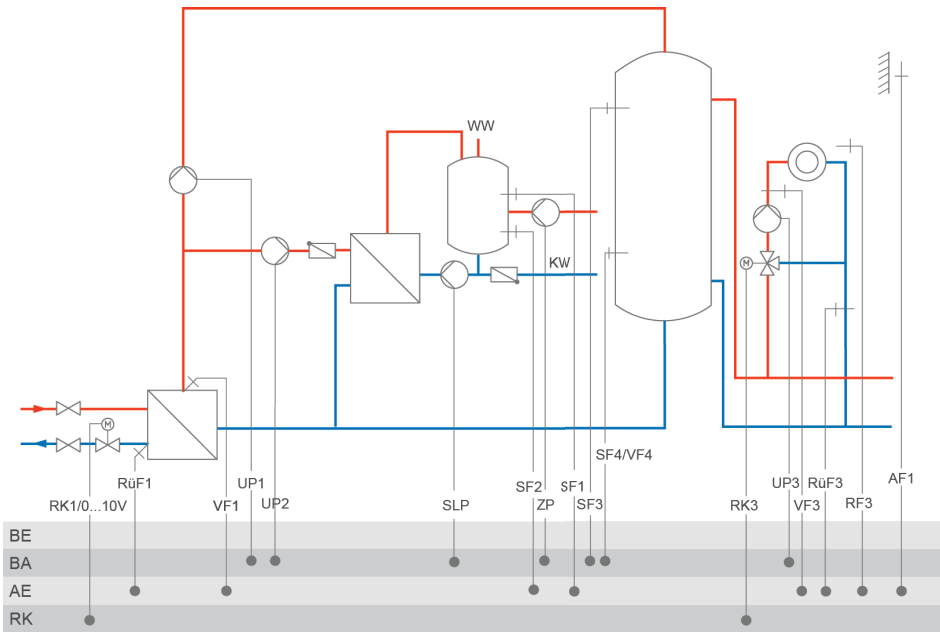 WW
KW
M
M
SF4/VF4
RüF1
UP1
SF2
SF1
UP3
RüF3
AF1
RK1/0...10V
VF1
UP2
SLP
ZP
SF3
RK3
VF3
RF3
BE
BA
AE
RK